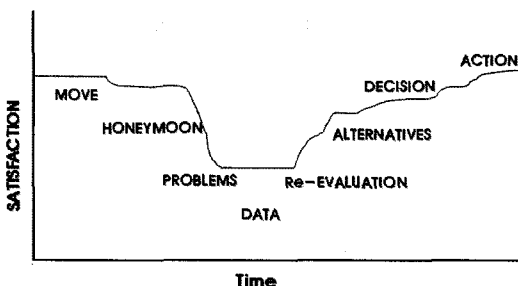 ACTION
DECISION
MOVE
HONEYMOON
ALTERNATIVES
PROBLEMS
Re-EVALUATION
DATA
SATISFACTION
Time